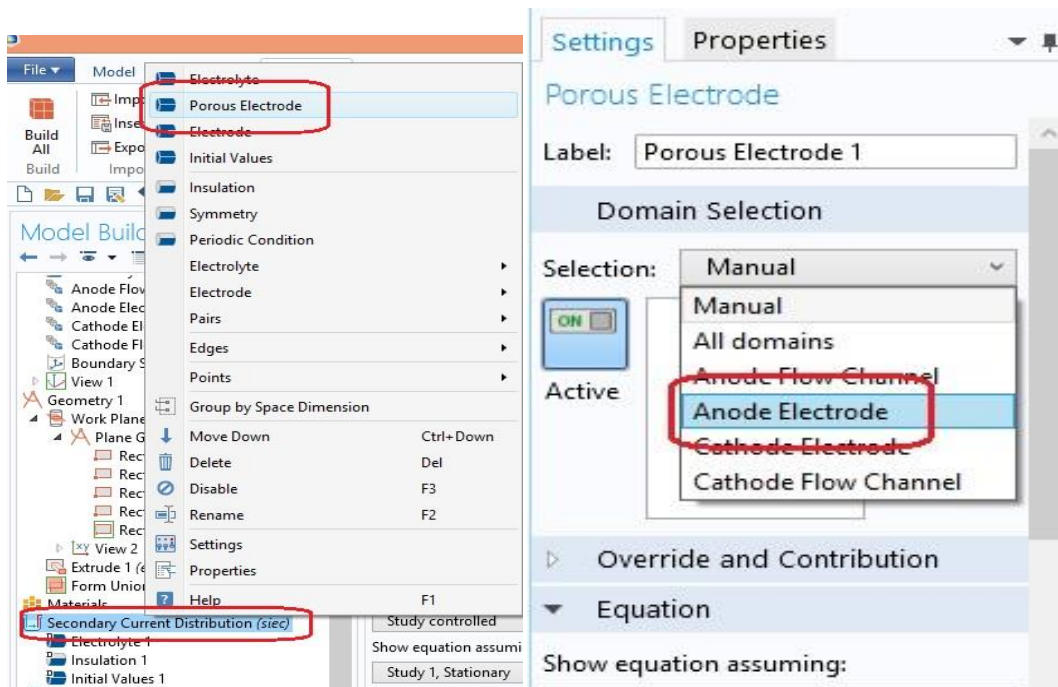 File
Model
Build All
Build
Impo
Inse
Expo
Impo
Electrolyte
Porous Electrode
Electrode
Initial Values
Insulation
Symmetry
Periodic Condition
Electrolyte
Electrode
Pairs
Edges
Points
Group by Space Dimension
Move Down Ctrl+Down
Delete Del
Disable F3
Rename F2
Settings
Properties
Help F1
Model Builc
Anode Flov
Anode Elec
Cathode El
Cathode Fl
Boundary S
View 1
Geometry 1
Work Plane
Plane G
Rec
Rec
Rec
Rec
Rec
View 2
Extrude 1 (e
Form Union
Materials
Secondary Current Distribution (siec)
Electrolyte 1
Insulation 1
Initial Values 1
Study controlled
Show equation assumi
Study 1, Stationary
Settings Properties
Porous Electrode
Label: Porous Electrode 1
Domain Selection
Selection: Manual
Manual
All domains
Anode Flow Channel
Anode Electrode
Cathode Electrode
Cathode Flow Channel
ON
Active
Override and Contribution
Equation
Show equation assuming: